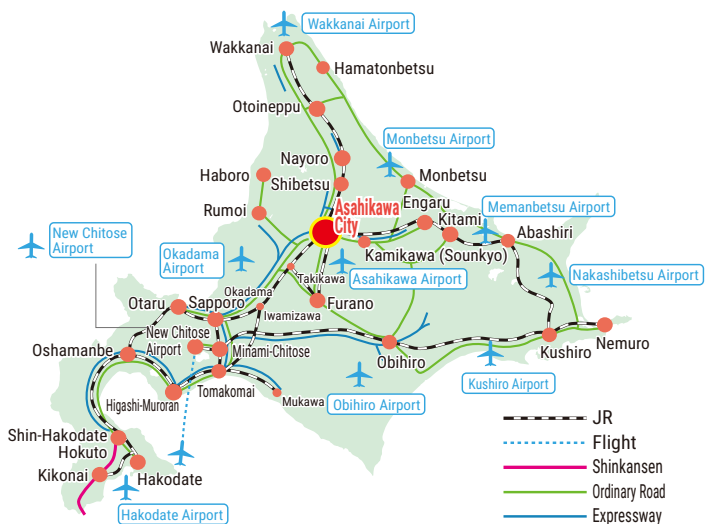 Wakkanai Airport
Wakkanai
Hamatonbetsu
Otoineppu
Monbetsu Airport
Nayoro
Haboro
Shibetsu
Monbetsu
Rumoi
Asahikawa
City
Engaru
Kitami
Memanbetsu Airport
Abashiri
New Chitose
Airport
Okadama
Airport
Kamikawa (Sounkyo)
Takikawa
Asahikawa Airport
Nakashibetsu Airport
Okadama
Otaru
Sapporo
Iwamizawa
Furano
New Chitose
Airport
Minami-Chitose
Oshamanbe
Obihiro
Kushiro
Nemuro
Higashi-Muroran
Tomakomai
Mukawa
Obihiro Airport
Kushiro Airport
Shin-Hakodate
Hokuto
Kikonai
Hakodate
Hakodate Airport
JR
Flight
Shinkansen
Ordinary Road
Expressway